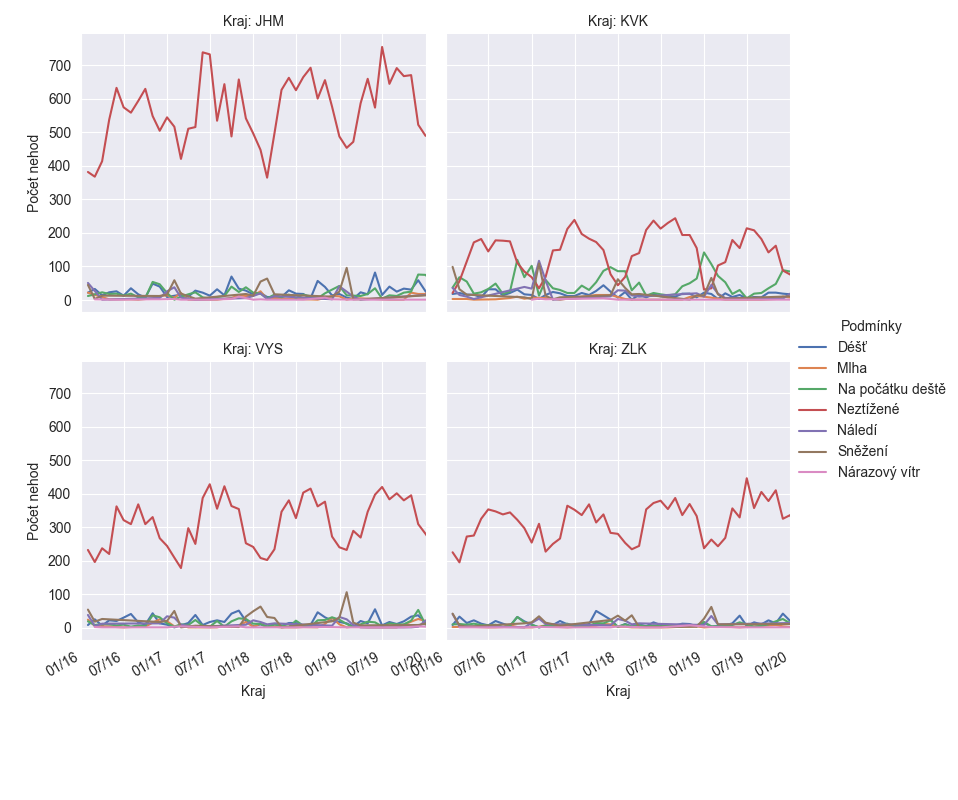 Kraj: JHM
Kraj: KVK
700
600
500
400
300
200
100
0
Počet nehod
Kraj: VYS
Kraj: ZLK
700
600
500
400
300
200
100
0
Počet nehod
01/16
07/16
01/17
07/17
01/18
07/18
01/19
07/19
01/20
01/16
07/16
01/17
07/17
01/18
07/18
01/19
07/19
01/20
Kraj
Kraj
Podmínky
Déšť
Mlha
Na počátku deště
Neztížené
Náledí
Sněžení
Nárazový vítr